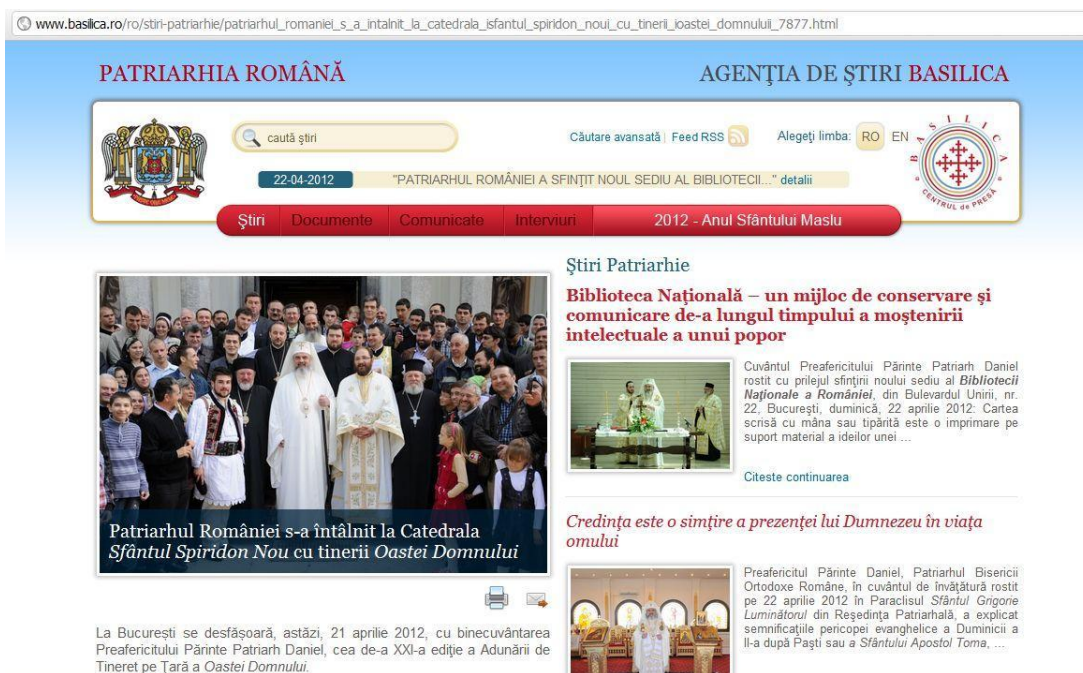 www.basilica.ro/ro/stiri-patriarhie/patriarhul_romaniei_s_a_intalnit_la_catedrala_isfantul_spiridon_noui_cu_tinerii_ioastei_domnuluii_7877.html
PATRIARHIA ROMÂNĂ
AGENŢIA DE ŞTIRI BASILICA
caută ştiri
Căutare avansată | Feed RSS
Alegeţi limba: RO EN
BASILICA
CENTRUL de PRESĂ
22-04-2012
"PATRIARHUL ROMÂNIEI A SFINŢIT NOUL SEDIU AL BIBLIOTECII..." detalii
Ştiri
Documente
Comunicate
Interviuri
2012 - Anul Sfântului Maslu
Patriarhul României s-a întâlnit la Catedrala
Sfântul Spiridon Nou cu tinerii Oastei Domnului
La București se desfășoară, astăzi, 21 aprilie 2012, cu binecuvântarea
Preafericitului Părinte Patriarh Daniel, cea de-a XXI-a ediţie a Adunării de
Tineret pe Ţară a Oastei Domnului.
Ştiri Patriarhie
Biblioteca Naţională – un mijloc de conservare şi
comunicare de-a lungul timpului a moștenirii
intelectuale a unui popor
Cuvântul Preafericitului Părinte Patriarh Daniel
rostit cu prilejul sfinţirii noului sediu al Bibliotecii
Naţionale a României, din Bulevardul Unirii, nr.
22, Bucureşti, duminică, 22 aprilie 2012: Cartea
scrisă cu mâna sau tipărită este o imprimare pe
suport material a ideilor unei ...
Citeste continuarea
Credinţa este o simţire a prezenţei lui Dumnezeu în viaţa
omului
Preafericitul Părinte Daniel, Patriarhul Bisericii
Ortodoxe Române, în cuvântul de învăţătură rostit
pe 22 aprilie 2012 în Paraclisul Sfântul Grigorie
Luminătorul din Reşedinţa Patriarhală, a explicat
semnificaţiile pericopei evanghelice a Duminicii a
II-a după Paşti sau a Sfântului Apostol Toma, ...